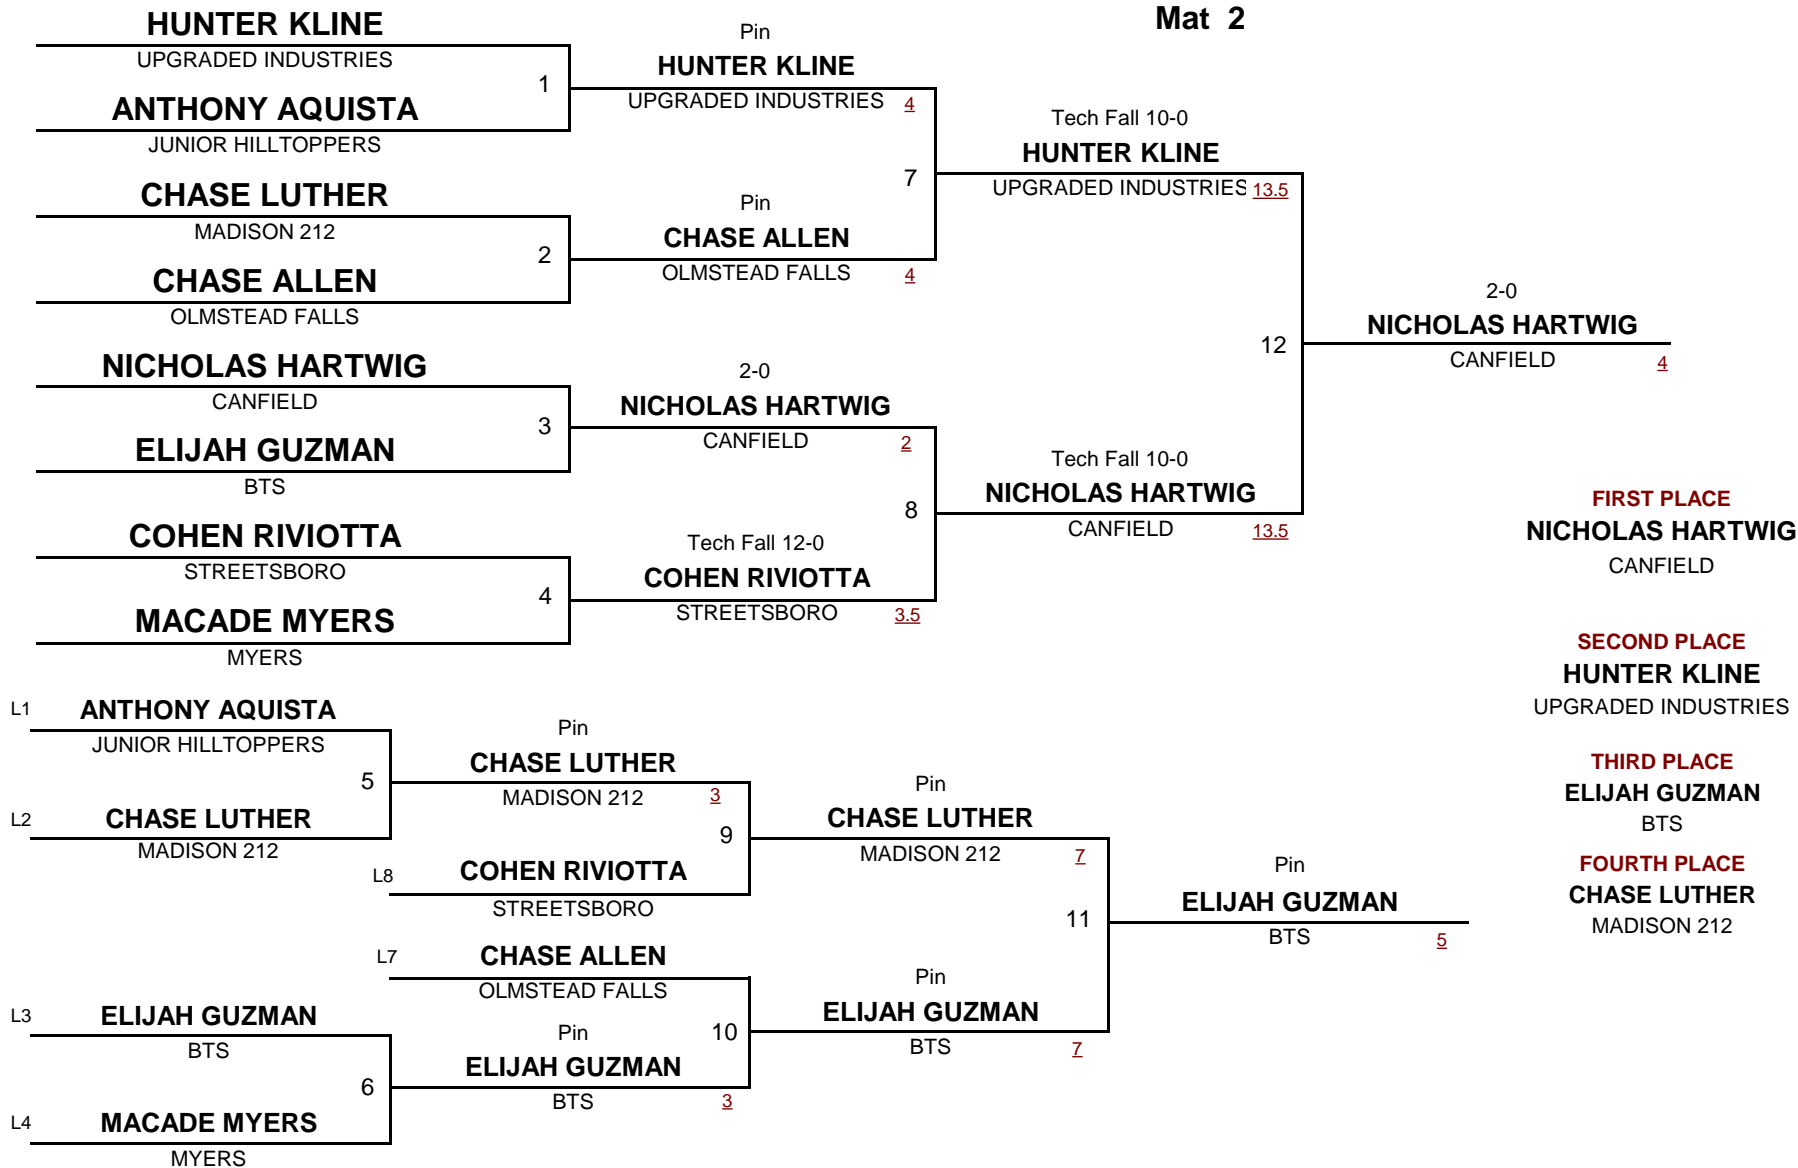 Mat 2
HUNTER KLINE
UPGRADED INDUSTRIES
1
ANTHONY AQUISTA
JUNIOR HILLTOPPERS
Pin
HUNTER KLINE
UPGRADED INDUSTRIES 4
CHASE LUTHER
MADISON 212
2
CHASE ALLEN
OLMSTEAD FALLS
Pin
CHASE ALLEN
OLMSTEAD FALLS 4
7
Tech Fall 10-0
HUNTER KLINE
UPGRADED INDUSTRIES 13.5
NICHOLAS HARTWIG
CANFIELD
3
ELIJAH GUZMAN
BTS
2-0
NICHOLAS HARTWIG
CANFIELD 2
COHEN RIVIOTTA
STREETSBORO
4
MACADE MYERS
MYERS
Tech Fall 12-0
COHEN RIVIOTTA
STREETSBORO 3.5
8
Tech Fall 10-0
NICHOLAS HARTWIG
CANFIELD 13.5
12
2-0
NICHOLAS HARTWIG
CANFIELD 4
FIRST PLACE
NICHOLAS HARTWIG
CANFIELD
SECOND PLACE
HUNTER KLINE
UPGRADED INDUSTRIES
THIRD PLACE
ELIJAH GUZMAN
BTS
FOURTH PLACE
CHASE LUTHER
MADISON 212
L1 ANTHONY AQUISTA
JUNIOR HILLTOPPERS
5
L2 CHASE LUTHER
MADISON 212
Pin
CHASE LUTHER
MADISON 212 3
9
L8 COHEN RIVIOTTA
STREETSBORO
Pin
CHASE LUTHER
MADISON 212 7
L7 CHASE ALLEN
OLMSTEAD FALLS
10
L3 ELIJAH GUZMAN
BTS
6
L4 MACADE MYERS
MYERS
Pin
ELIJAH GUZMAN
BTS 3
Pin
ELIJAH GUZMAN
BTS 7
11
Pin
ELIJAH GUZMAN
BTS 5